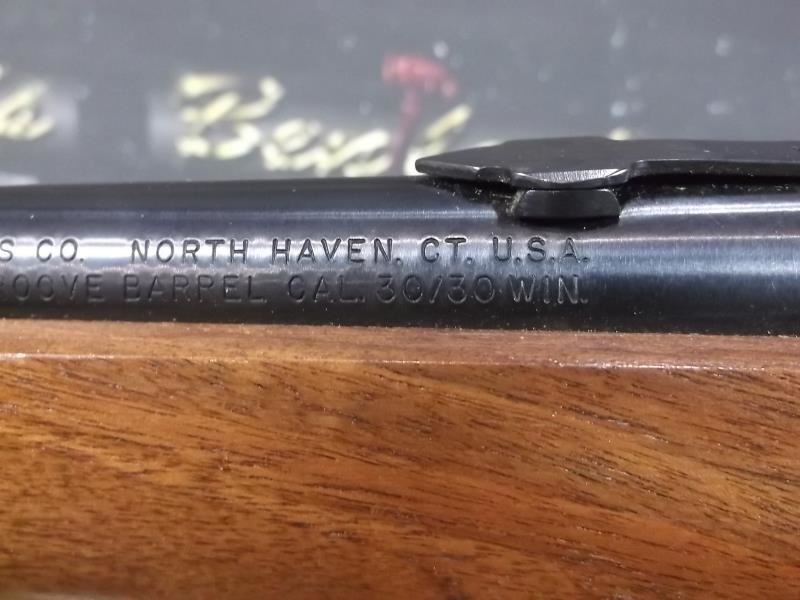 S CO. NORTH HAVEN. CT. U.S.A.
ROOVE BARREL CAL. 30/30 WIN.